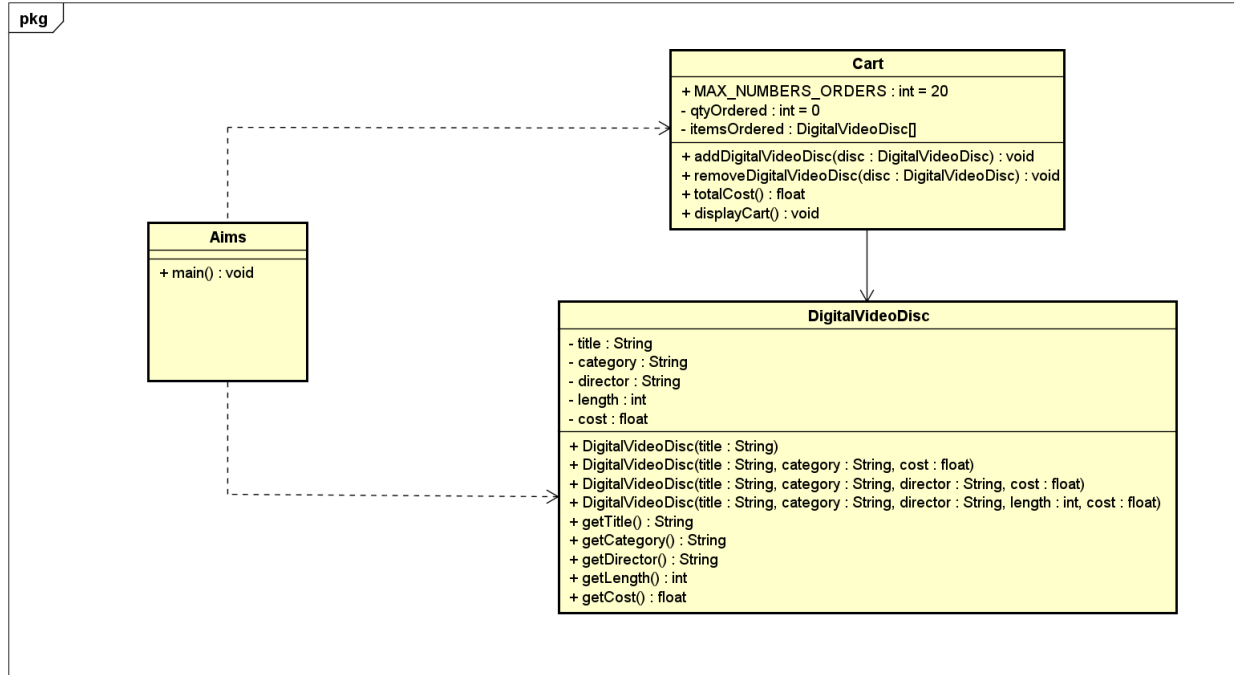 pkg
Cart
+ MAX_NUMBERS_ORDERS : int = 20
- qtyOrdered : int = 0
- itemsOrdered : DigitalVideoDisc[]
+ addDigitalVideoDisc(disc : DigitalVideoDisc) : void
+ removeDigitalVideoDisc(disc : DigitalVideoDisc) : void
+ totalCost() : float
+ displayCart() : void
Aims
+ main() : void
DigitalVideoDisc
- title : String
- category : String
- director : String
- length : int
- cost : float
+ DigitalVideoDisc(title : String)
+ DigitalVideoDisc(title : String, category : String, cost : float)
+ DigitalVideoDisc(title : String, category : String, director : String, cost : float)
+ DigitalVideoDisc(title : String, category : String, director : String, length : int, cost : float)
+ getTitle() : String
+ getCategory() : String
+ getDirector() : String
+ getLength() : int
+ getCost() : float